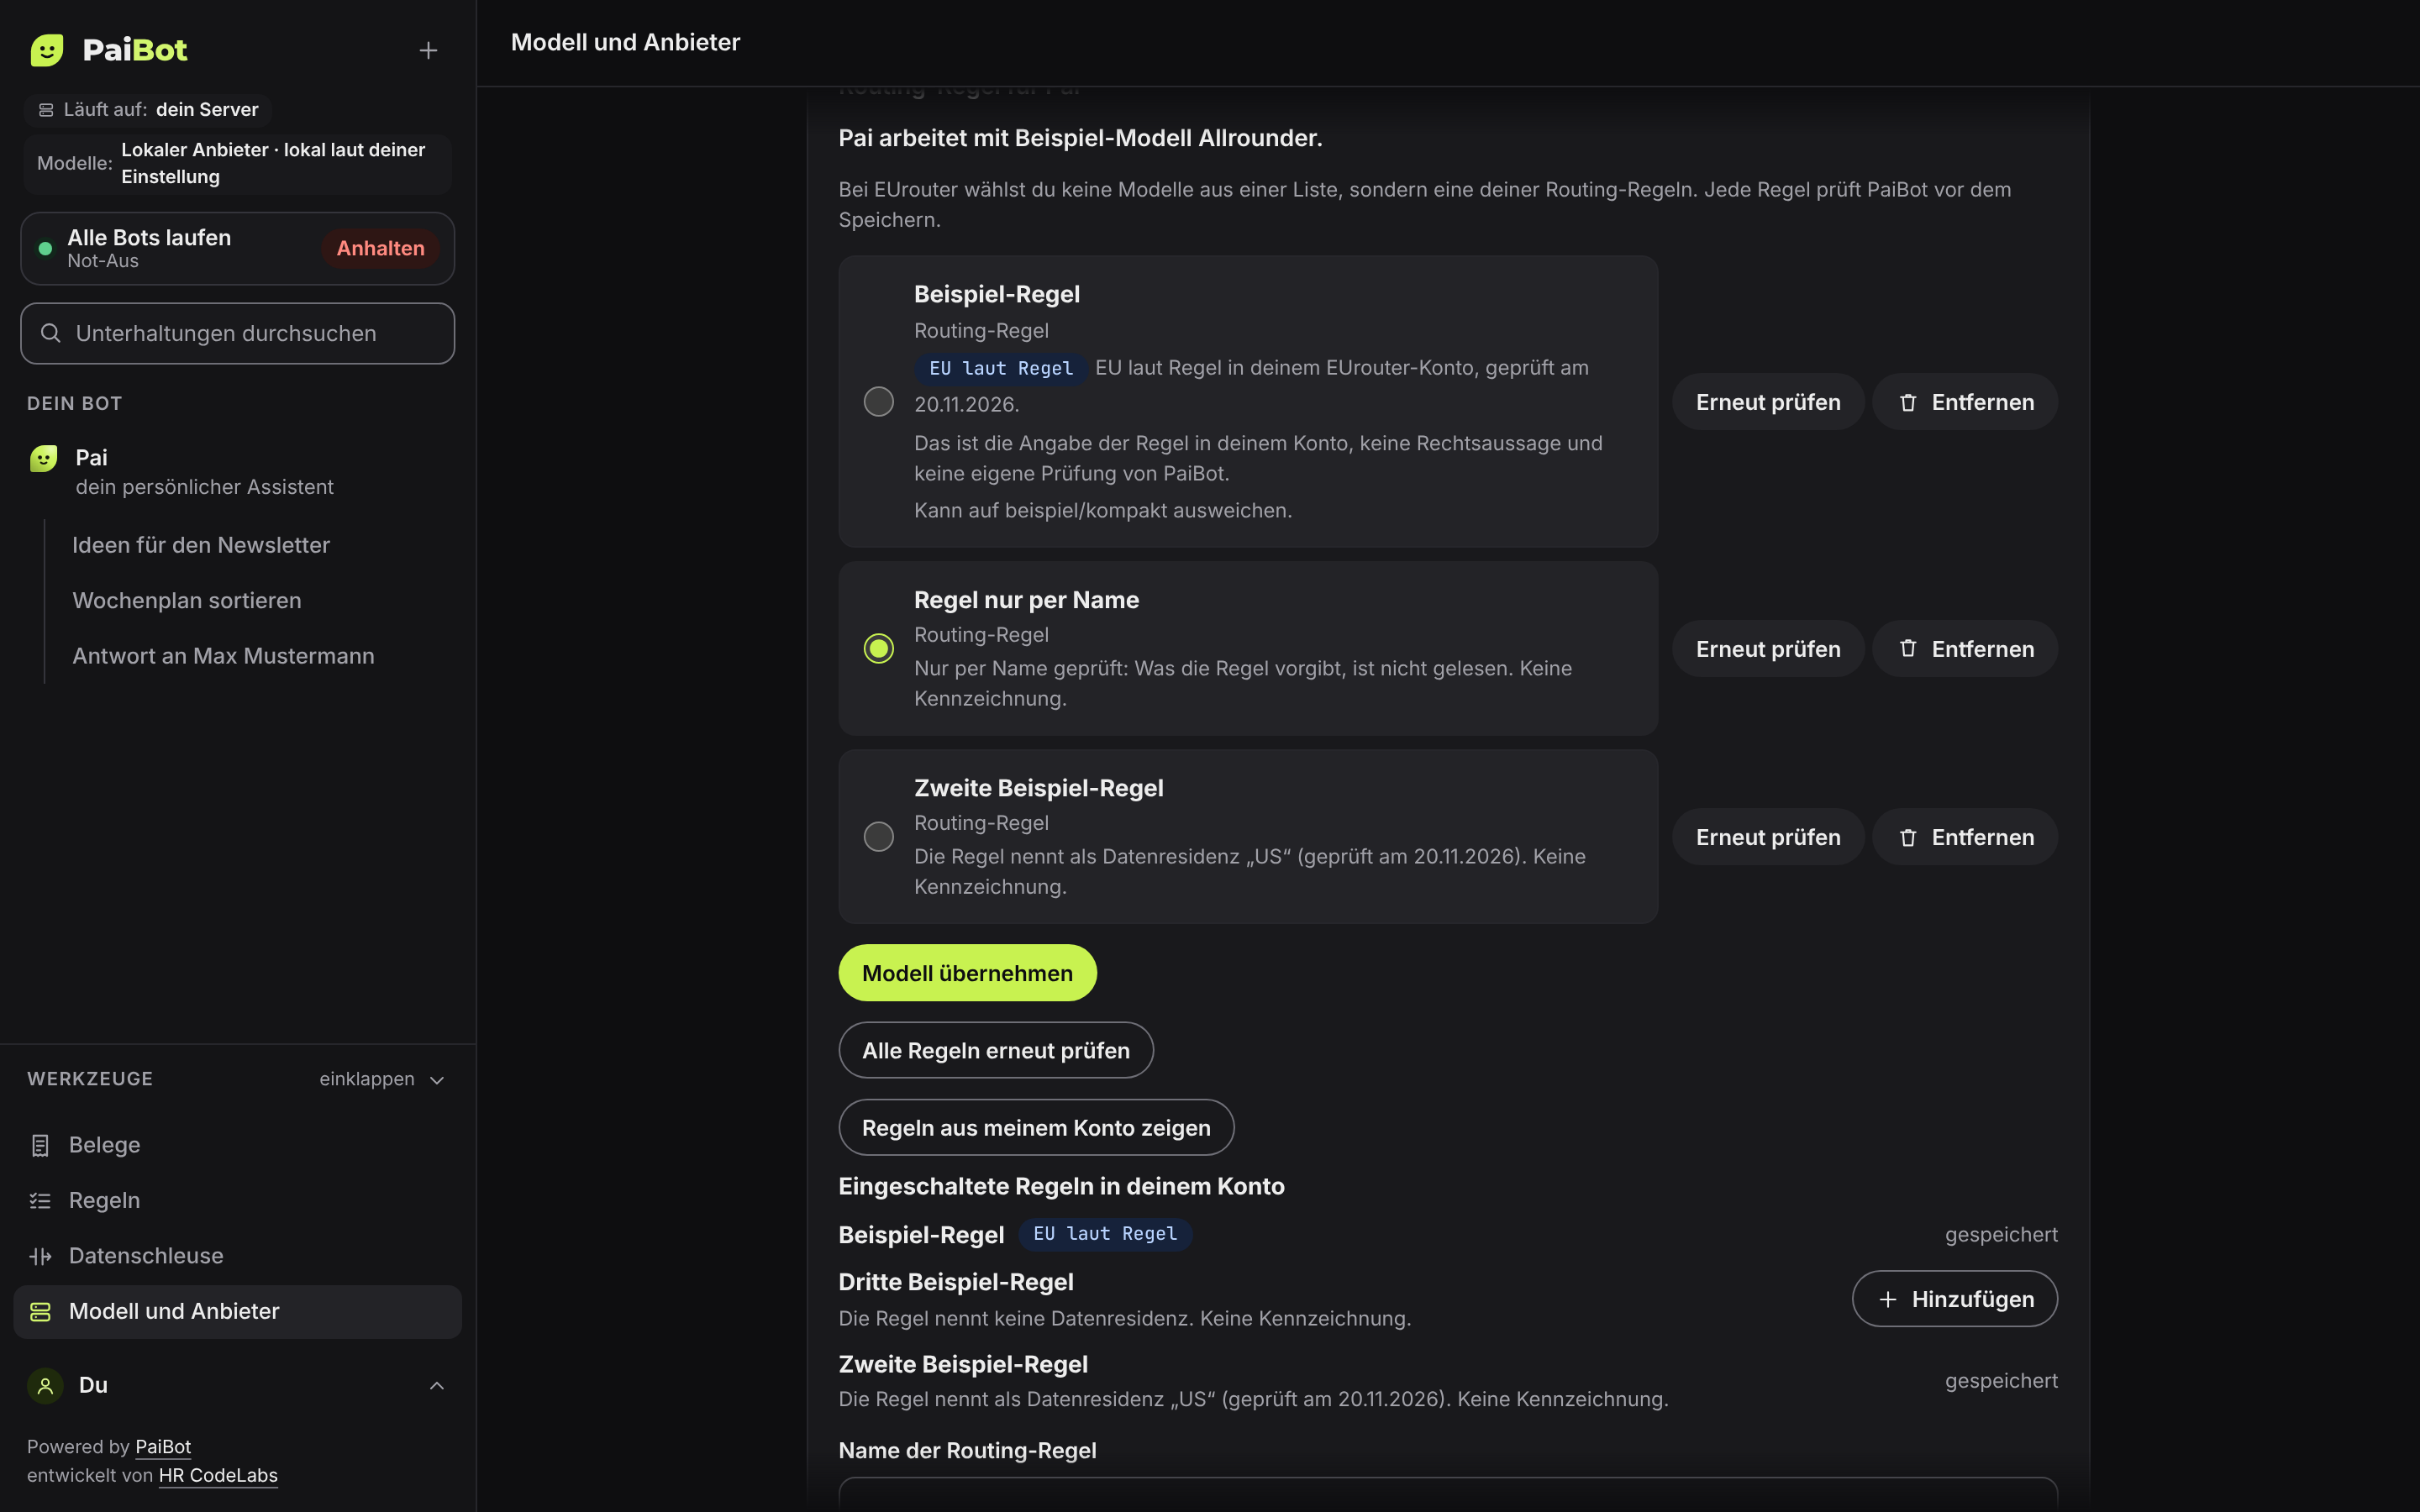 PaiBot
Läuft auf: dein Server
Modelle: Lokaler Anbieter · lokal laut deiner
Einstellung
Alle Bots laufen
Not-Aus
Anhalten
Unterhaltungen durchsuchen
DEIN BOT
Pai
dein persönlicher Assistent
Ideen für den Newsletter
Wochenplan sortieren
Antwort an Max Mustermann
WERKZEUGE
einklappen
Belege
Regeln
Datenschleuse
Modell und Anbieter
Du
Powered by PaiBot
entwickelt von HR CodeLabs
Modell und Anbieter
Routing-Regel für Pai
Pai arbeitet mit Beispiel-Modell Allrounder.
Bei EUrouter wählst du keine Modelle aus einer Liste, sondern eine deiner Routing-Regeln. Jede Regel prüft PaiBot vor dem
Speichern.
Beispiel-Regel
Routing-Regel
EU laut Regel EU laut Regel in deinem EUrouter-Konto, geprüft am
20.11.2026.
Das ist die Angabe der Regel in deinem Konto, keine Rechtsaussage und
keine eigene Prüfung von PaiBot.
Kann auf beispiel/kompakt ausweichen.
Erneut prüfen
Entfernen
Regel nur per Name
Routing-Regel
Nur per Name geprüft: Was die Regel vorgibt, ist nicht gelesen. Keine
Kennzeichnung.
Erneut prüfen
Entfernen
Zweite Beispiel-Regel
Routing-Regel
Die Regel nennt als Datenresidenz „US“ (geprüft am 20.11.2026). Keine
Kennzeichnung.
Erneut prüfen
Entfernen
Modell übernehmen
Alle Regeln erneut prüfen
Regeln aus meinem Konto zeigen
Eingeschaltete Regeln in deinem Konto
Beispiel-Regel EU laut Regel
gespeichert
Dritte Beispiel-Regel
Die Regel nennt keine Datenresidenz. Keine Kennzeichnung.
Hinzufügen
Zweite Beispiel-Regel
Die Regel nennt als Datenresidenz „US“ (geprüft am 20.11.2026). Keine Kennzeichnung.
gespeichert
Name der Routing-Regel